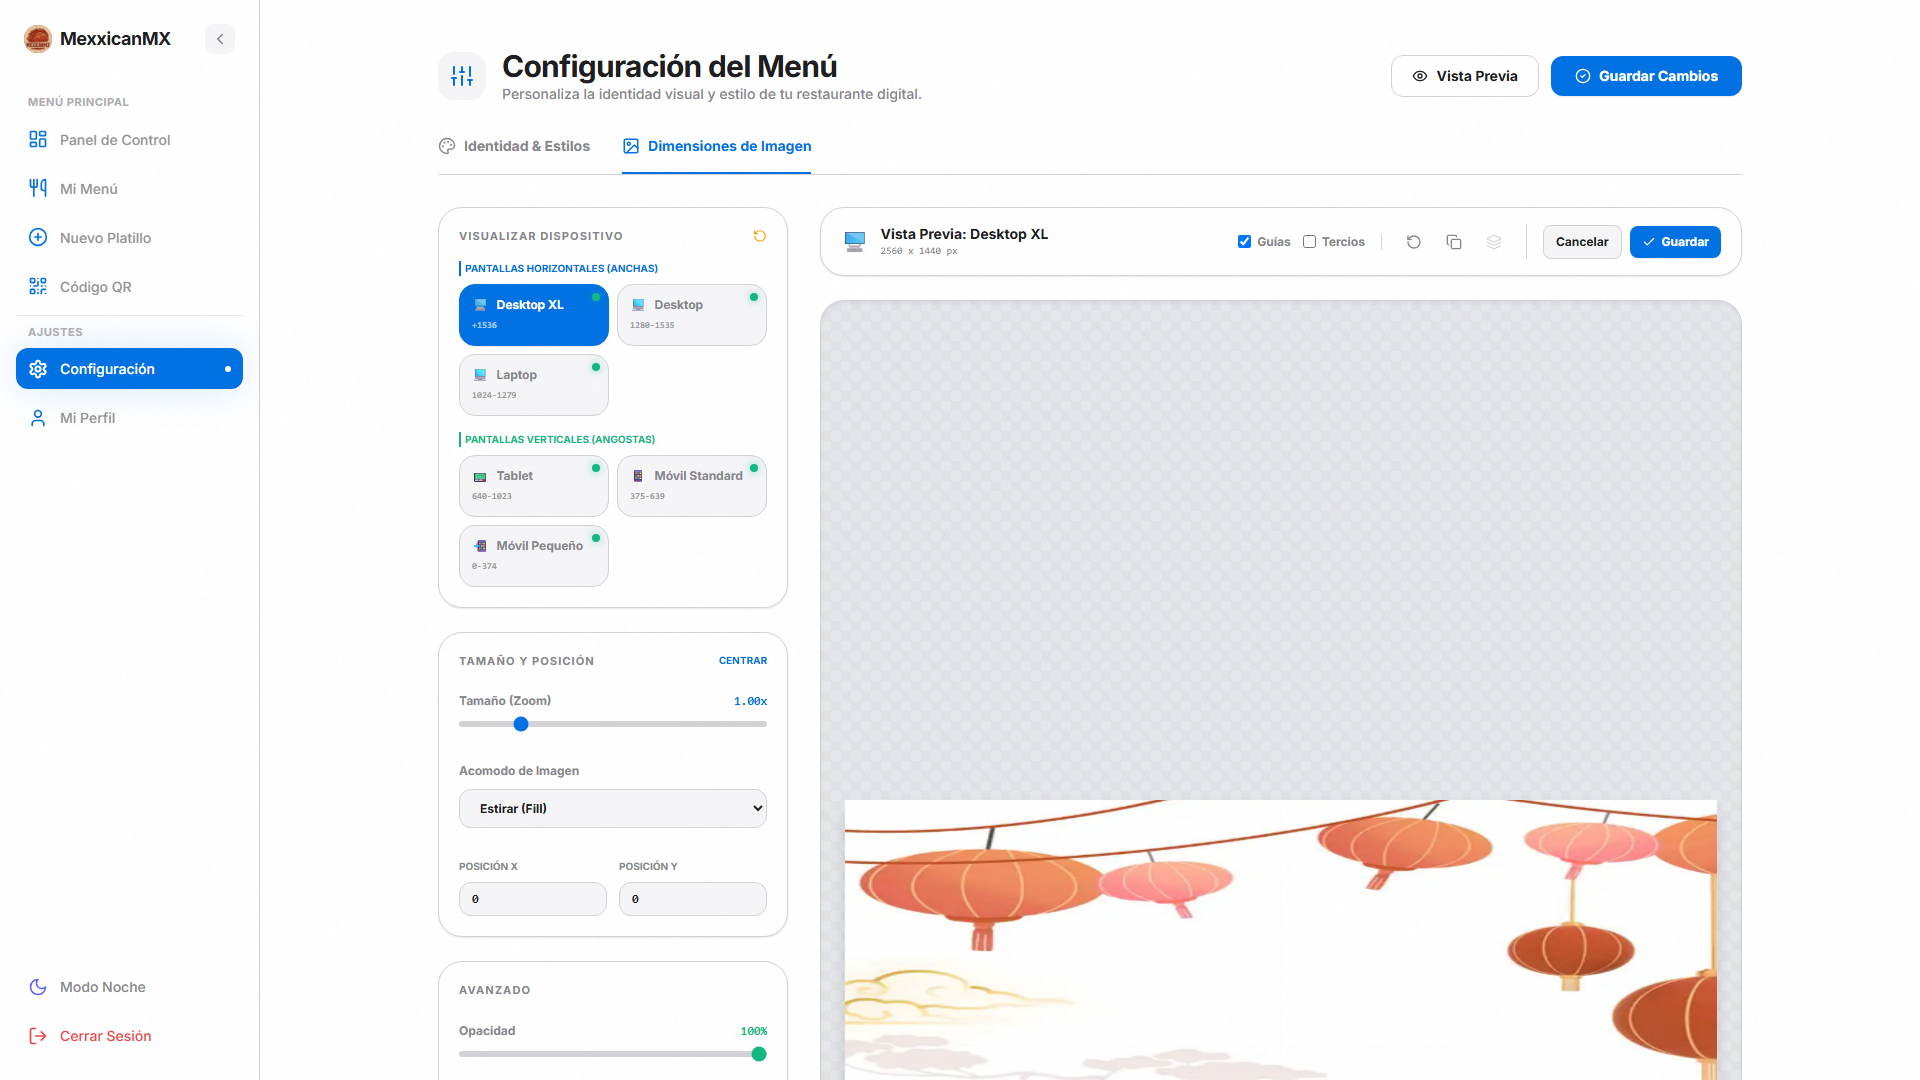 MexxicanMX
MENÚ PRINCIPAL
Panel de Control
Mi Menú
Nuevo Platillo
Código QR
AJUSTES
Configuración
Mi Perfil
Modo Noche
Cerrar Sesión
Configuración del Menú
Personaliza la identidad visual y estilo de tu restaurante digital.
Vista Previa
Guardar Cambios
Identidad & Estilos
Dimensiones de Imagen
VISUALIZAR DISPOSITIVO
PANTALLAS HORIZONTALES (ANCHAS)
Desktop XL
+1536
Desktop
1280-1535
Laptop
1024-1279
PANTALLAS VERTICALES (ANGOSTAS)
Tablet
640-1023
Móvil Standard
375-639
Móvil Pequeño
0-374
TAMAÑO Y POSICIÓN
CENTRAR
Tamaño (Zoom)
1.00x
Acomodo de Imagen
Estirar (Fill)
POSICIÓN X
POSICIÓN Y
0
0
AVANZADO
Opacidad
100%
Vista Previa: Desktop XL
2560 x 1440 px
Guías
Tercios
Cancelar
Guardar